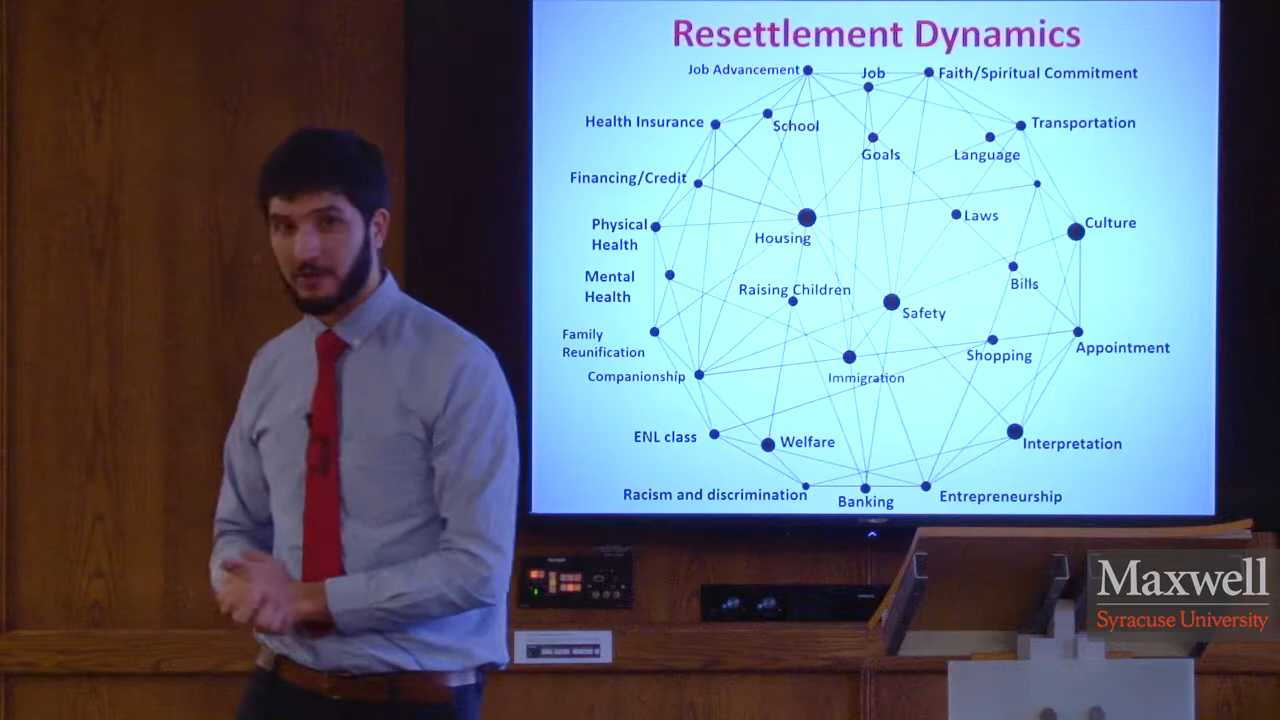 Resettlement Dynamics
Job Advancement
Job
Faith/Spiritual Commitment
Health Insurance
School
Transportation
Goals
Language
Financing/Credit
Physical
Health
Housing
Laws
Culture
Mental
Health
Raising Children
Bills
Safety
Family
Reunification
Shopping
Appointment
Companionship
Immigration
ENL class
Welfare
Interpretation
Racism and discrimination
Banking
Entrepreneurship
Maxwell
Syracuse University